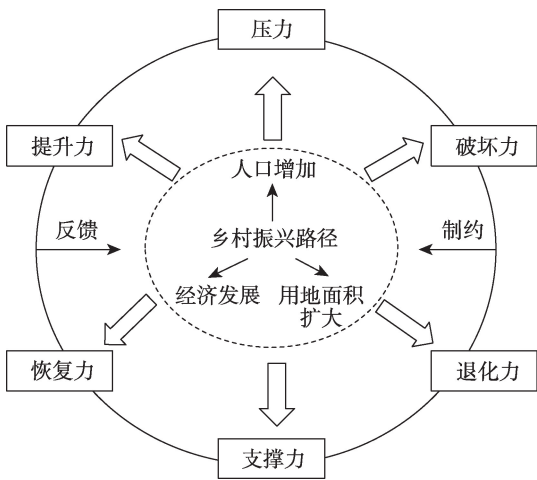 压力
提升力
破坏力
人口增加
反馈
乡村振兴路径
制约
经济发展
用地面积
扩大
恢复力
退化力
支撑力